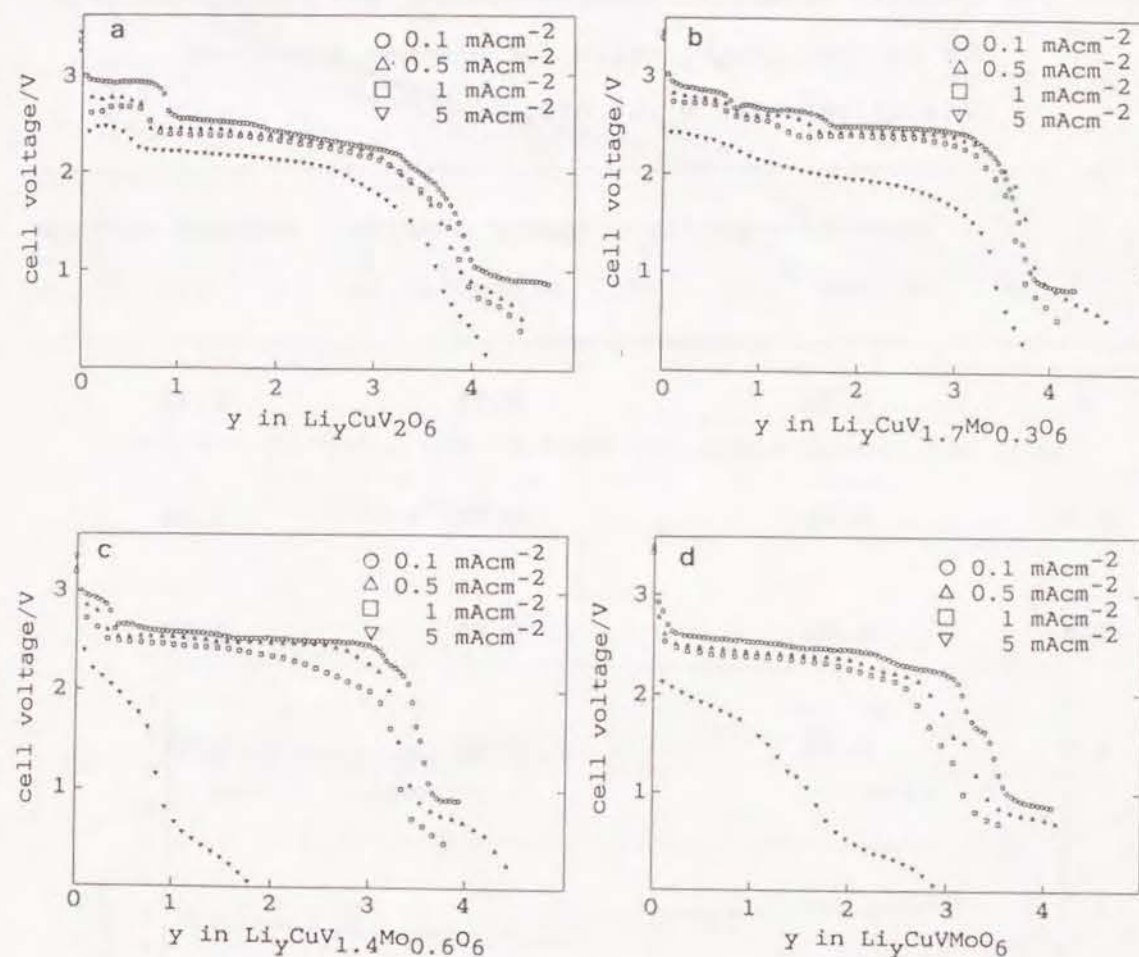 a
○ 0.1 mAcm⁻²
△ 0.5 mAcm⁻²
□ 1 mAcm⁻²
▽ 5 mAcm⁻²
cell voltage/V
3
2
1
0 1 2 3 4
y in LiyCuV₂O₆
b
○ 0.1 mAcm⁻²
△ 0.5 mAcm⁻²
□ 1 mAcm⁻²
▽ 5 mAcm⁻²
cell voltage/V
3
2
1
0 1 2 3 4
y in LiyCuV₁.₇Mo₀.₃O₆
c
○ 0.1 mAcm⁻²
△ 0.5 mAcm⁻²
□ 1 mAcm⁻²
▽ 5 mAcm⁻²
cell voltage/V
3
2
1
0 1 2 3 4
y in LiyCuV₁.₄Mo₀.₆O₆
d
○ 0.1 mAcm⁻²
△ 0.5 mAcm⁻²
□ 1 mAcm⁻²
▽ 5 mAcm⁻²
cell voltage/V
3
2
1
0 1 2 3 4
y in LiyCuVMoO₆